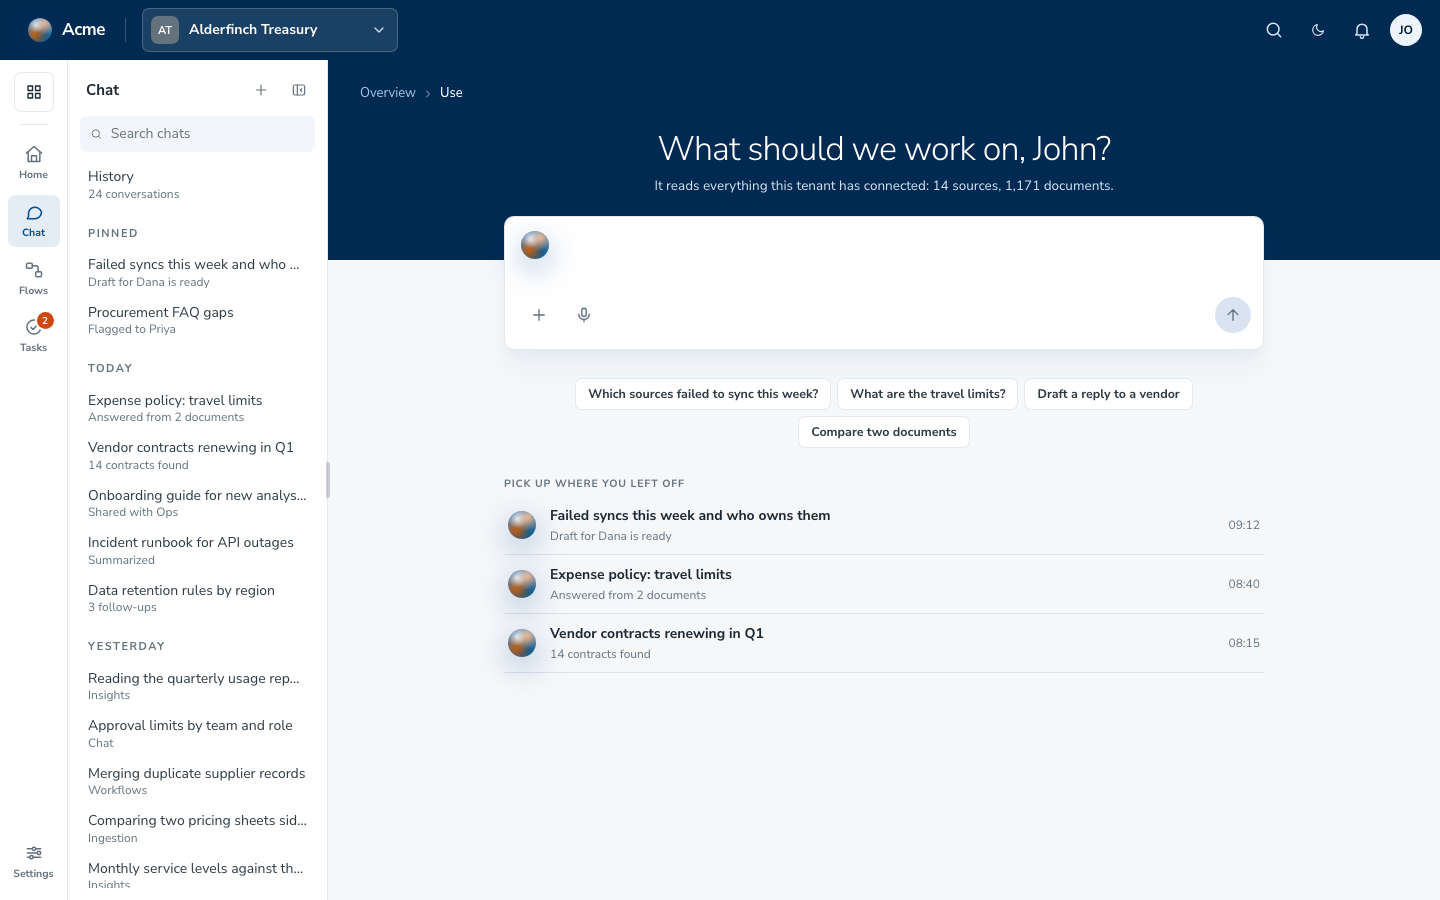 Acme
AT
Alderfinch Treasury
JO
Home
Chat
Flows
2
Tasks
Settings
Chat
Search chats
History
24 conversations
PINNED
Failed syncs this week and who ...
Draft for Dana is ready
Procurement FAQ gaps
Flagged to Priya
TODAY
Expense policy: travel limits
Answered from 2 documents
Vendor contracts renewing in Q1
14 contracts found
Onboarding guide for new analys...
Shared with Ops
Incident runbook for API outages
Summarized
Data retention rules by region
3 follow-ups
YESTERDAY
Reading the quarterly usage rep...
Insights
Approval limits by team and role
Chat
Merging duplicate supplier records
Workflows
Comparing two pricing sheets sid...
Ingestion
Monthly service levels against th...
Insights
Overview > Use
What should we work on, John?
It reads everything this tenant has connected: 14 sources, 1,171 documents.
Which sources failed to sync this week?
What are the travel limits?
Draft a reply to a vendor
Compare two documents
PICK UP WHERE YOU LEFT OFF
Failed syncs this week and who owns them
Draft for Dana is ready
09:12
Expense policy: travel limits
Answered from 2 documents
08:40
Vendor contracts renewing in Q1
14 contracts found
08:15